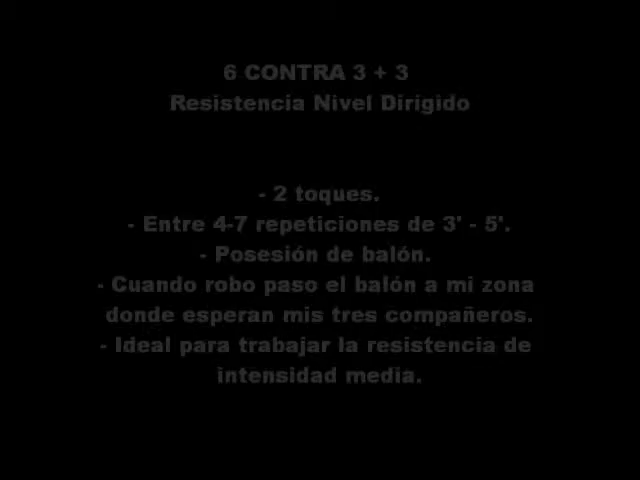 6 CONTRA 3 + 3
Resistencia Nivel Dirigido
- 2 toques.
- Entre 4-7 repeticiones de 3' - 5'.
- Posesión de balón.
- Cuando robo paso el balón a mi zona
donde esperan mis tres compañeros.
- Ideal para trabajar la resistencia de
intensidad media.